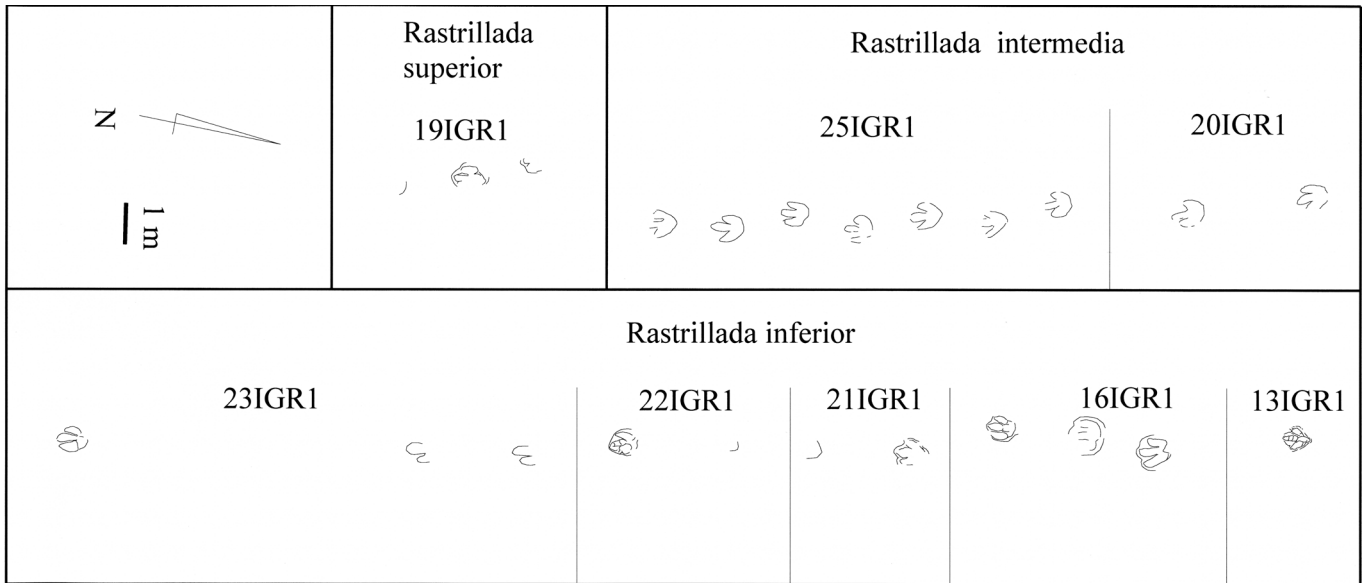 N
1 m
Rastrillada
superior
19IGR1
Rastrillada intermedia
25IGR1
20IGR1
Rastrillada inferior
23IGR1
22IGR1
21IGR1
16IGR1
13IGR1